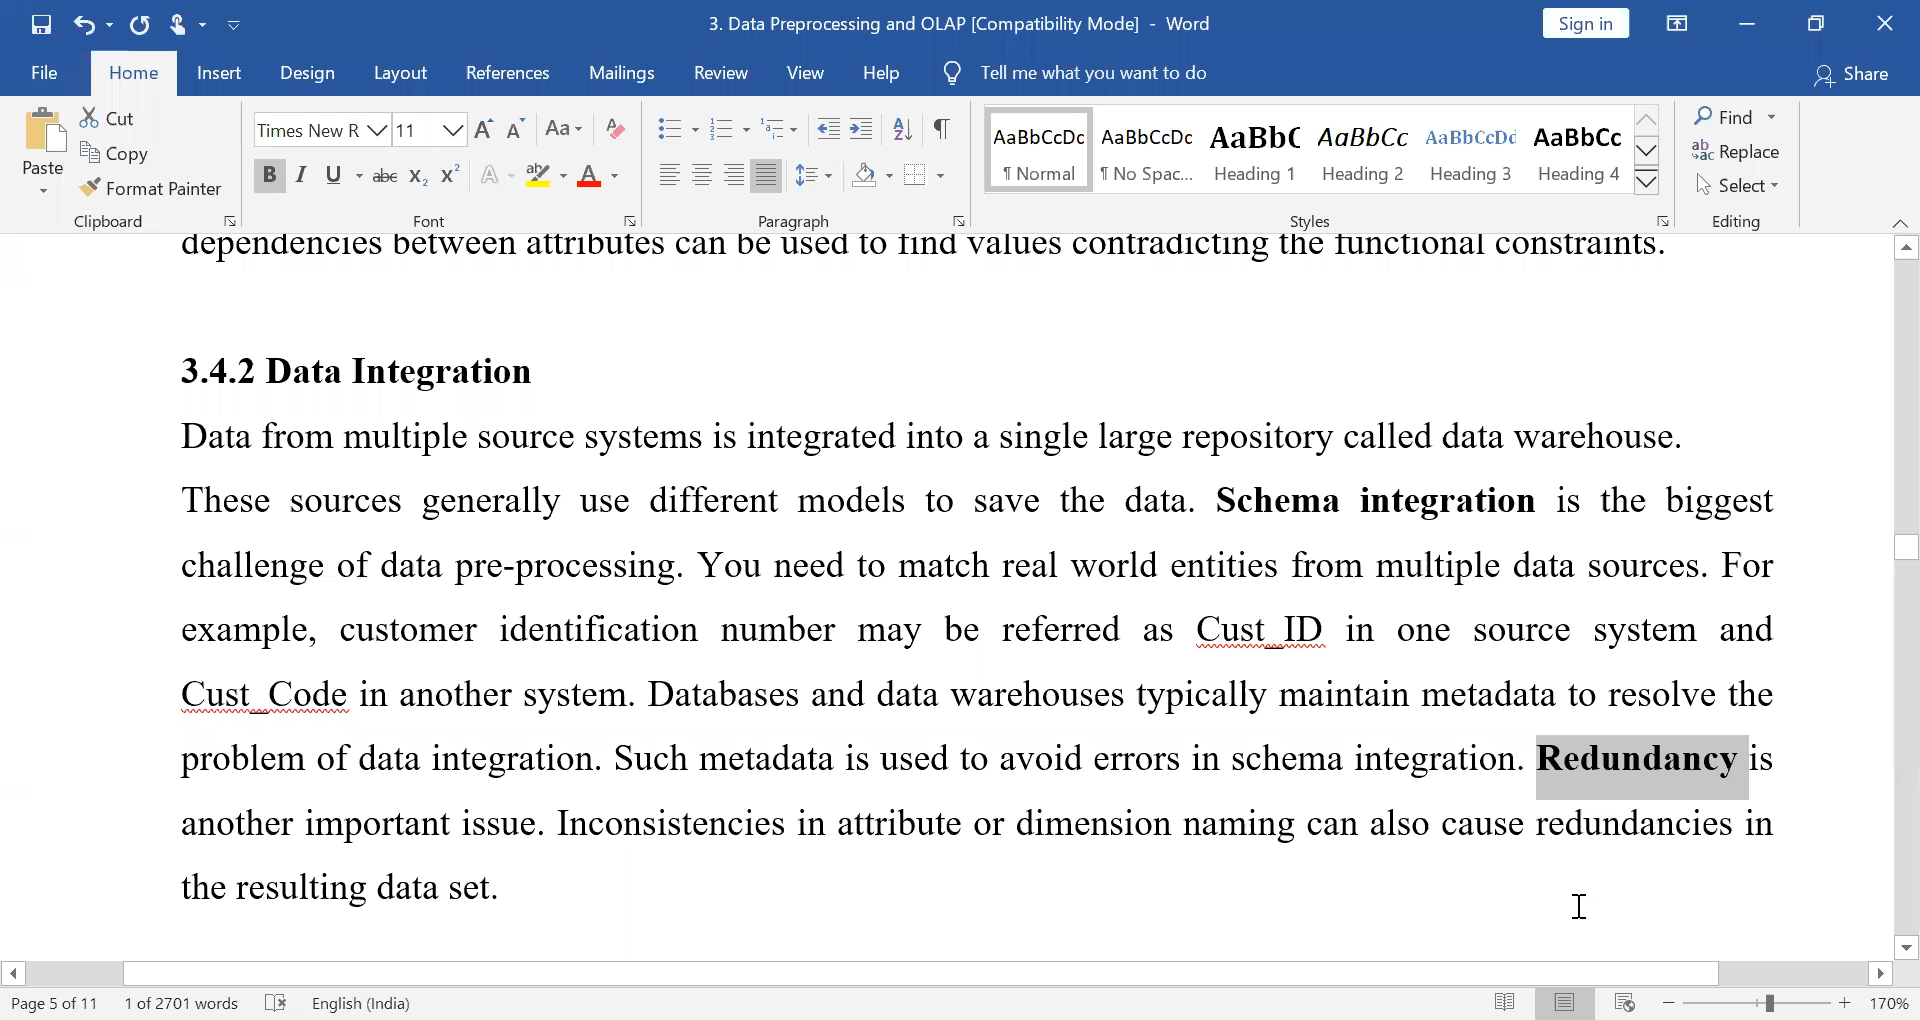 3. Data Preprocessing and OLAP [Compatibility Mode] - Word
Sign in
File Home Insert Design Layout References Mailings Review View Help Tell me what you want to do
Share
Paste
Cut
Copy
Format Painter
Clipboard
Times New R 11
Font
Paragraph
AaBbCcDc AaBbCcDc AaBbC AaBbCc AaBbCcDd AaBbCc
¶ Normal ¶ No Spac... Heading 1 Heading 2 Heading 3 Heading 4
Styles
Find
Replace
Select
Editing
dependencies between attributes can be used to find values contradicting the functional constraints.
3.4.2 Data Integration
Data from multiple source systems is integrated into a single large repository called data warehouse.
These sources generally use different models to save the data. Schema integration is the biggest
challenge of data pre-processing. You need to match real world entities from multiple data sources. For
example, customer identification number may be referred as Cust_ID in one source system and
Cust_Code in another system. Databases and data warehouses typically maintain metadata to resolve the
problem of data integration. Such metadata is used to avoid errors in schema integration. Redundancy is
another important issue. Inconsistencies in attribute or dimension naming can also cause redundancies in
the resulting data set.
Page 5 of 11 1 of 2701 words English (India) 170%